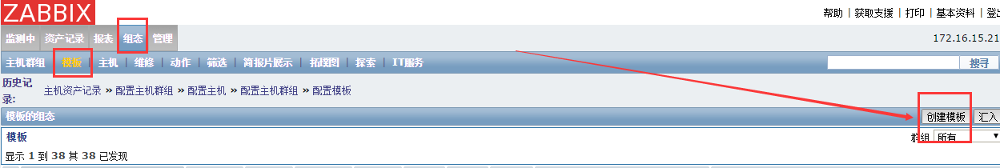 ZABBIX
帮助 | 获取支援 | 打印 | 基本资料 | 登出
监测中 资产记录 报表 组态 管理
172.16.15.21
主机群组 | 模板 | 主机 | 维修 | 动作 | 筛选 | 简报片展示 | 拓璞图 | 探索 | IT服务
搜寻
历史记录:
主机资产记录 » 配置主机群组 » 配置主机 » 配置主机群组 » 配置模板
模板的组态
创建模板 汇入
模板
群组 所有
显示 1 到 38 其 38 已发现